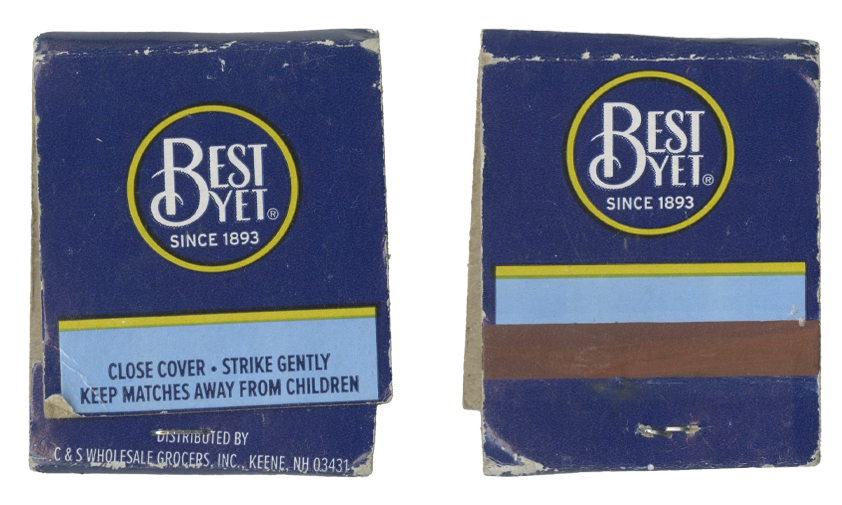 BEST
YET®
SINCE 1893
CLOSE COVER • STRIKE GENTLY
KEEP MATCHES AWAY FROM CHILDREN
DISTRIBUTED BY
C & S WHOLESALE GROCERS, INC., KEENE, NH 03431
BEST
YET®
SINCE 1893